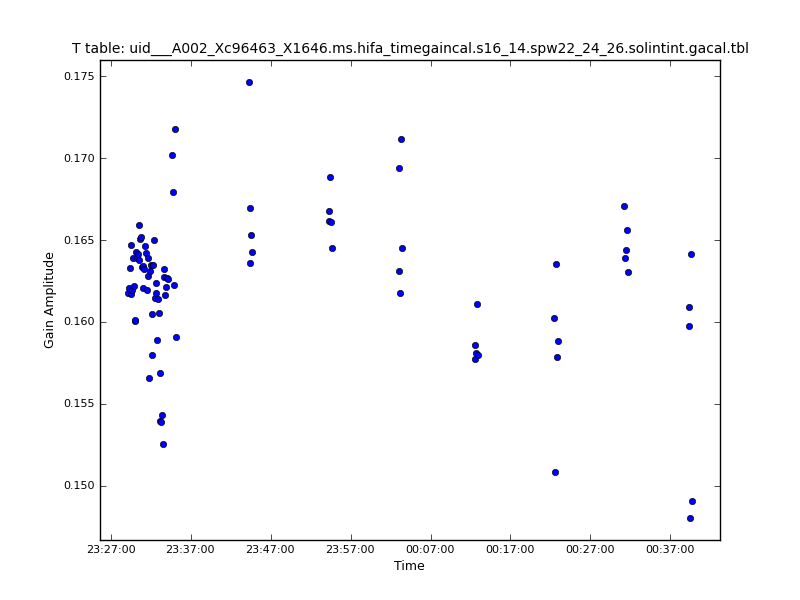 T table: uid___A002_Xc96463_X1646.ms.hifa_timegaincal.s16_14.spw22_24_26.solintint.gacal.tbl
0.175
0.170
0.165
0.160
0.155
0.150
Gain Amplitude
23:27:00 23:37:00 23:47:00 23:57:00 00:07:00 00:17:00 00:27:00 00:37:00
Time